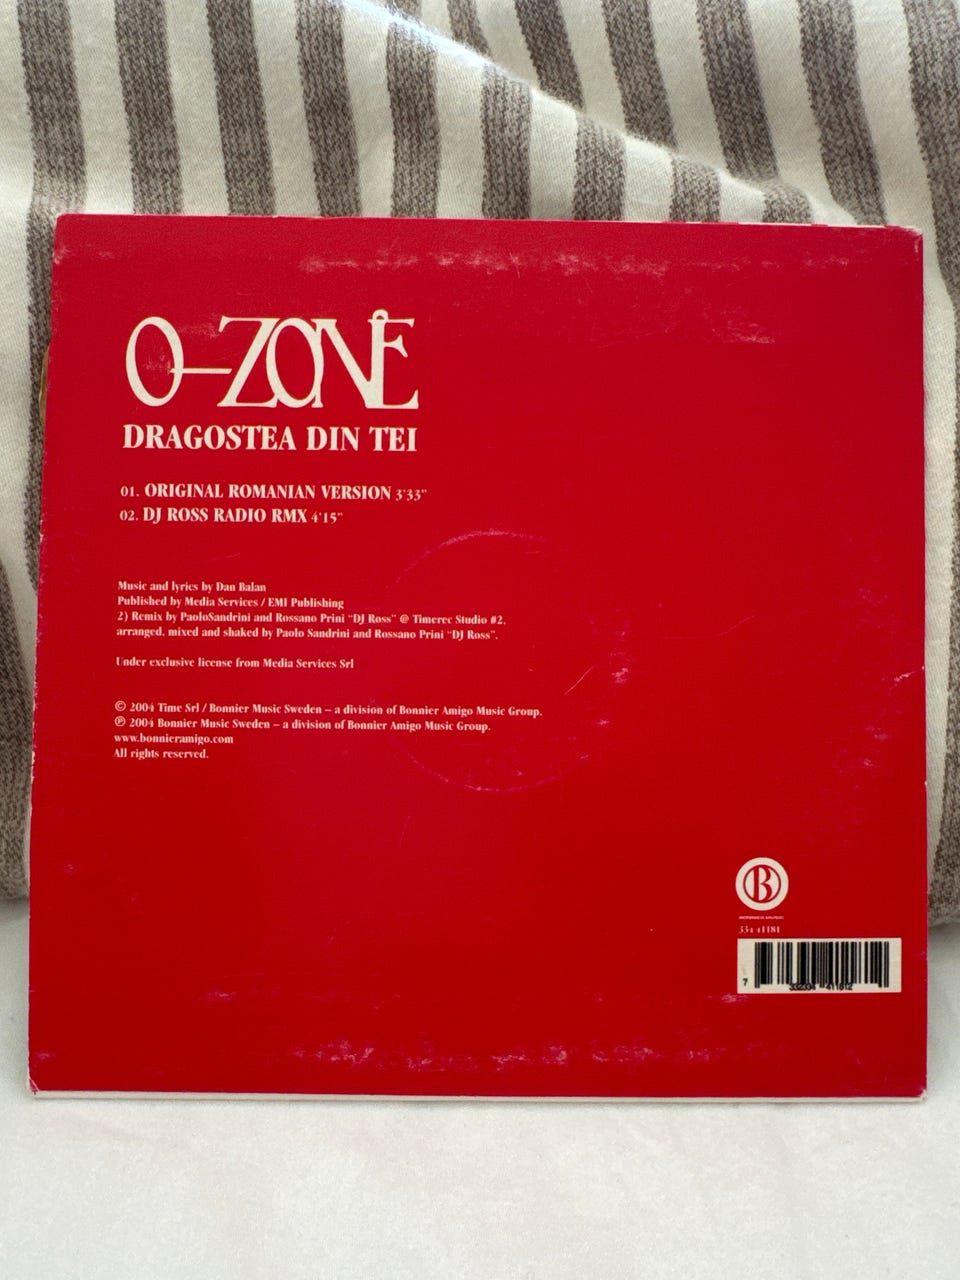 O-ZONE
DRAGOSTEA DIN TEI
01. ORIGINAL ROMANIAN VERSION 3'33"
02. DJ ROSS RADIO RMX 4'15"
Music and lyrics by Dan Balan
Published by Media Services / EMI Publishing
2) Remix by PaoloSandrini and Rossano Prini "DJ Ross" @ Timerec Studio #2,
arranged, mixed and shaked by Paolo Sandrini and Rossano Prini "DJ Ross".
Under exclusive license from Media Services Srl
© 2004 Time Srl / Bonnier Music Sweden – a division of Bonnier Amigo Music Group.
℗ 2004 Bonnier Music Sweden – a division of Bonnier Amigo Music Group.
www.bonnieramigo.com
All rights reserved.
B
334 41181
7 332334 411812